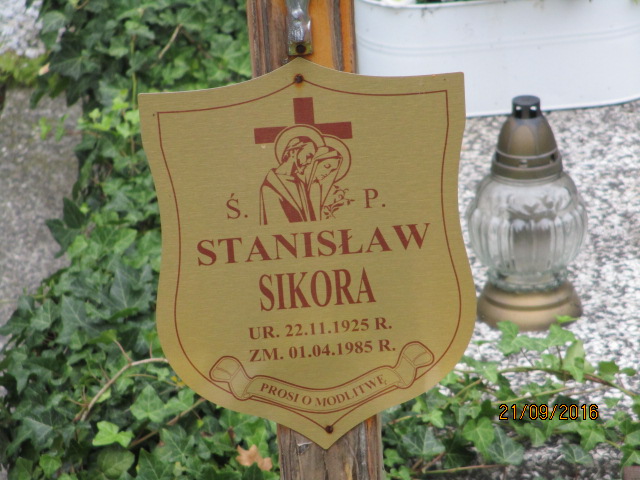 Ś. P.
STANISŁAW
SIKORA
UR. 22.11.1925 R.
ZM. 01.04.1985 R.
PROSI O MODLITWĘ
21/09/2016